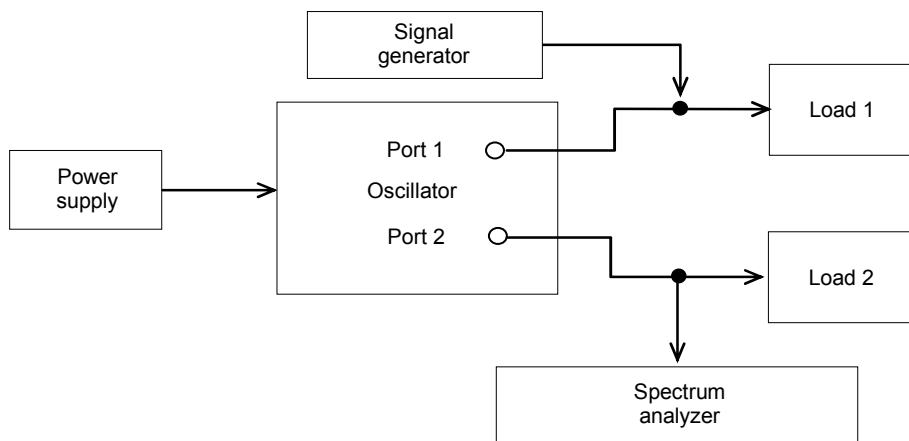 Signal
generator
Load 1
Port 1
Power
supply
Oscillator
Port 2
Load 2
Spectrum
analyzer